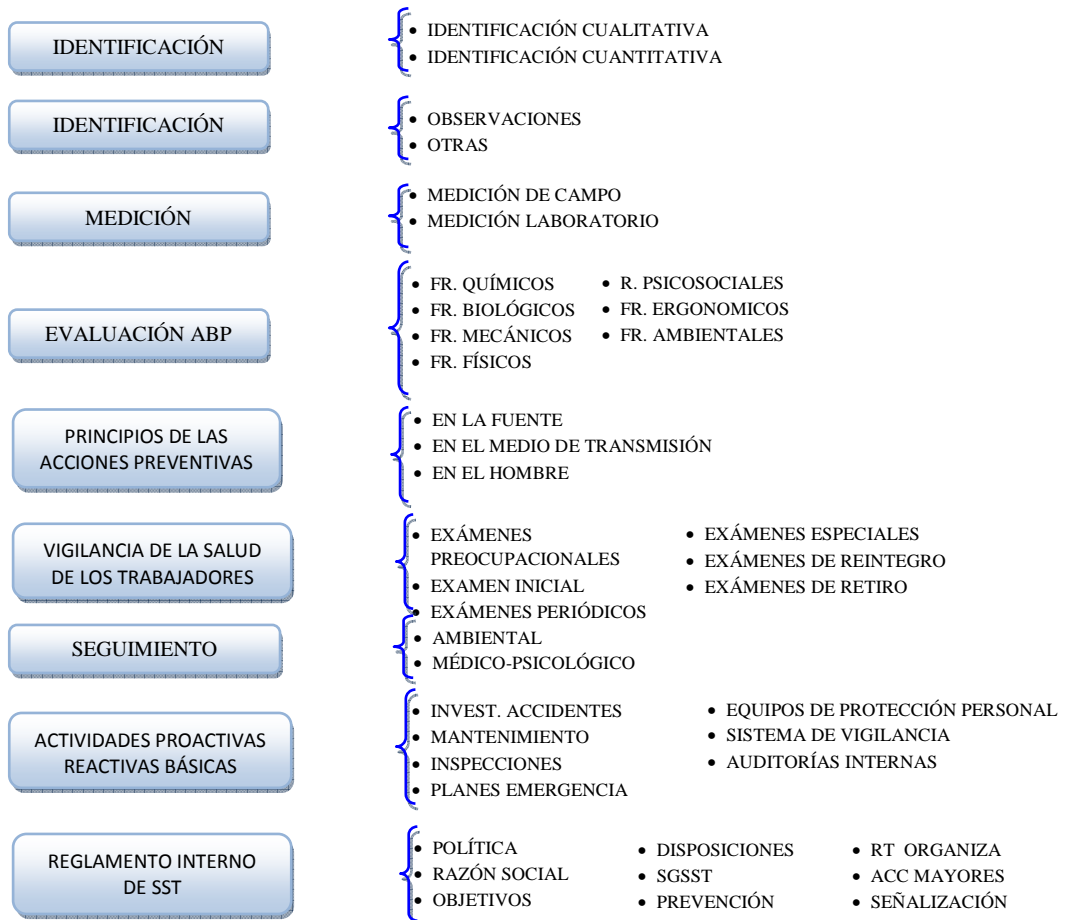 IDENTIFICACIÓN
• IDENTIFICACIÓN CUALITATIVA
• IDENTIFICACIÓN CUANTITATIVA
IDENTIFICACIÓN
• OBSERVACIONES
• OTRAS
MEDICIÓN
• MEDICIÓN DE CAMPO
• MEDICIÓN LABORATORIO
EVALUACIÓN ABP
• FR. QUÍMICOS
• FR. BIOLÓGICOS
• FR. MECÁNICOS
• FR. FÍSICOS
• R. PSICOSOCIALES
• FR. ERGONOMICOS
• FR. AMBIENTALES
PRINCIPIOS DE LAS
ACCIONES PREVENTIVAS
• EN LA FUENTE
• EN EL MEDIO DE TRANSMISIÓN
• EN EL HOMBRE
VIGILANCIA DE LA SALUD
DE LOS TRABAJADORES
• EXÁMENES
PREOCUPACIONALES
• EXAMEN INICIAL
• EXÁMENES PERIÓDICOS
• EXÁMENES ESPECIALES
• EXÁMENES DE REINTEGRO
• EXÁMENES DE RETIRO
SEGUIMIENTO
• AMBIENTAL
• MÉDICO-PSICOLÓGICO
ACTIVIDADES PROACTIVAS
REACTIVAS BÁSICAS
• INVEST. ACCIDENTES
• MANTENIMIENTO
• INSPECCIONES
• PLANES EMERGENCIA
• EQUIPOS DE PROTECCIÓN PERSONAL
• SISTEMA DE VIGILANCIA
• AUDITORÍAS INTERNAS
REGLAMENTO INTERNO
DE SST
• POLÍTICA
• RAZÓN SOCIAL
• OBJETIVOS
• DISPOSICIONES
• SGSST
• PREVENCIÓN
• RT ORGANIZA
• ACC MAYORES
• SEÑALIZACIÓN